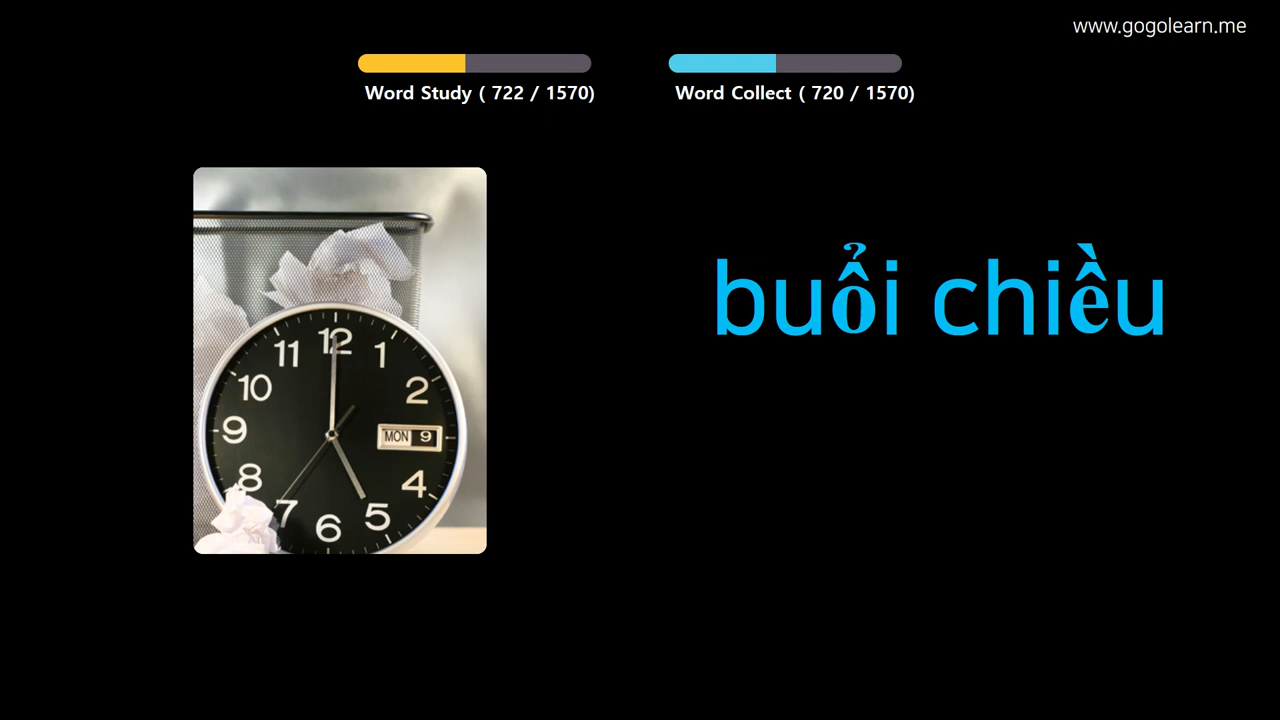 www.gogolearn.me
Word Study ( 722 / 1570)
Word Collect ( 720 / 1570)
buổi chiều
12
11
1
10
2
9
MON 9
8
4
7
5
6